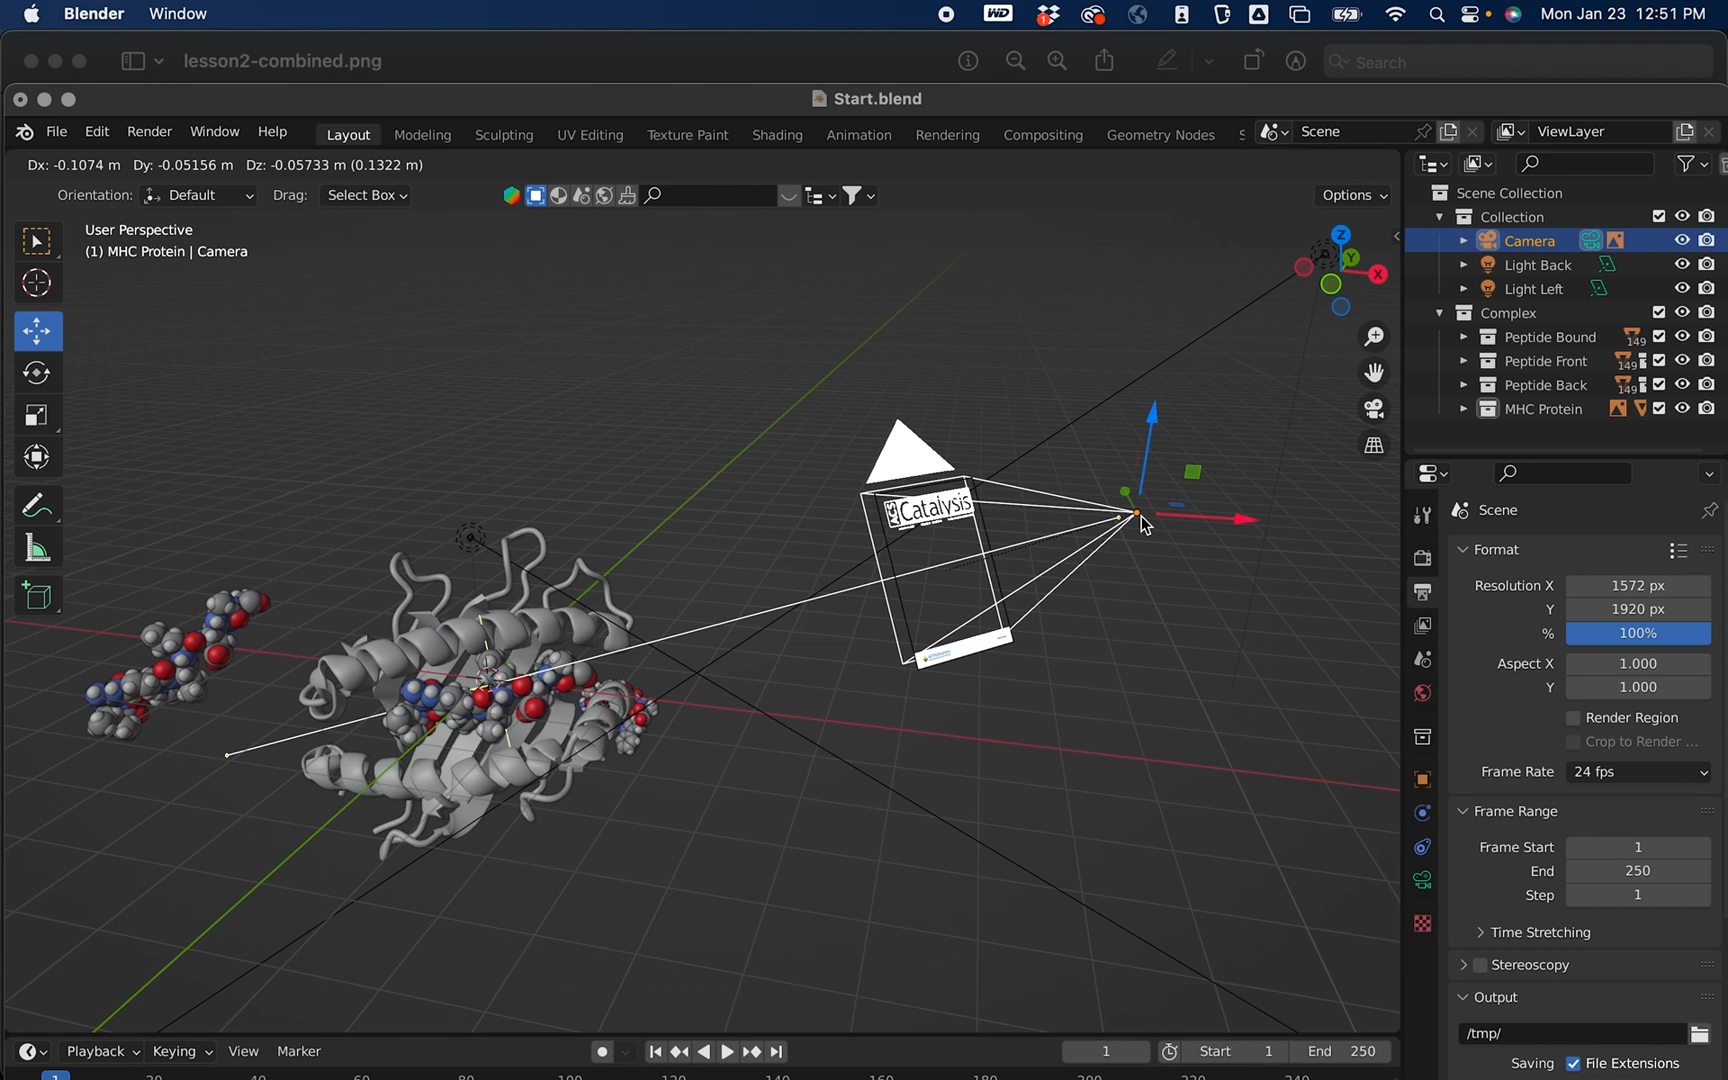 Blender Window
WD
1
Mon Jan 23 12:51 PM
lesson2-combined.png
Search
Start.blend
File Edit Render Window Help
Layout Modeling Sculpting UV Editing Texture Paint Shading Animation Rendering Compositing Geometry Nodes S
Scene
ViewLayer
Dx: -0.1074 m Dy: -0.05156 m Dz: -0.05733 m (0.1322 m)
Orientation: Default Drag: Select Box
Options
User Perspective
(1) MHC Protein | Camera
Z
Y
X
ACS Catalysis
Scene Collection
Collection
Camera
Light Back
Light Left
Complex
Peptide Bound 149
Peptide Front 149
Peptide Back 149
MHC Protein
Scene
Format
Resolution X 1572 px
Y 1920 px
% 100%
Aspect X 1.000
Y 1.000
Render Region
Crop to Render ...
Frame Rate 24 fps
Frame Range
Frame Start 1
End 250
Step 1
Time Stretching
Stereoscopy
Output
/tmp/
Saving File Extensions
Playback Keying View Marker
1
Start 1
End 250
1 20 40 60 80 100 120 140 160 180 200 220 240